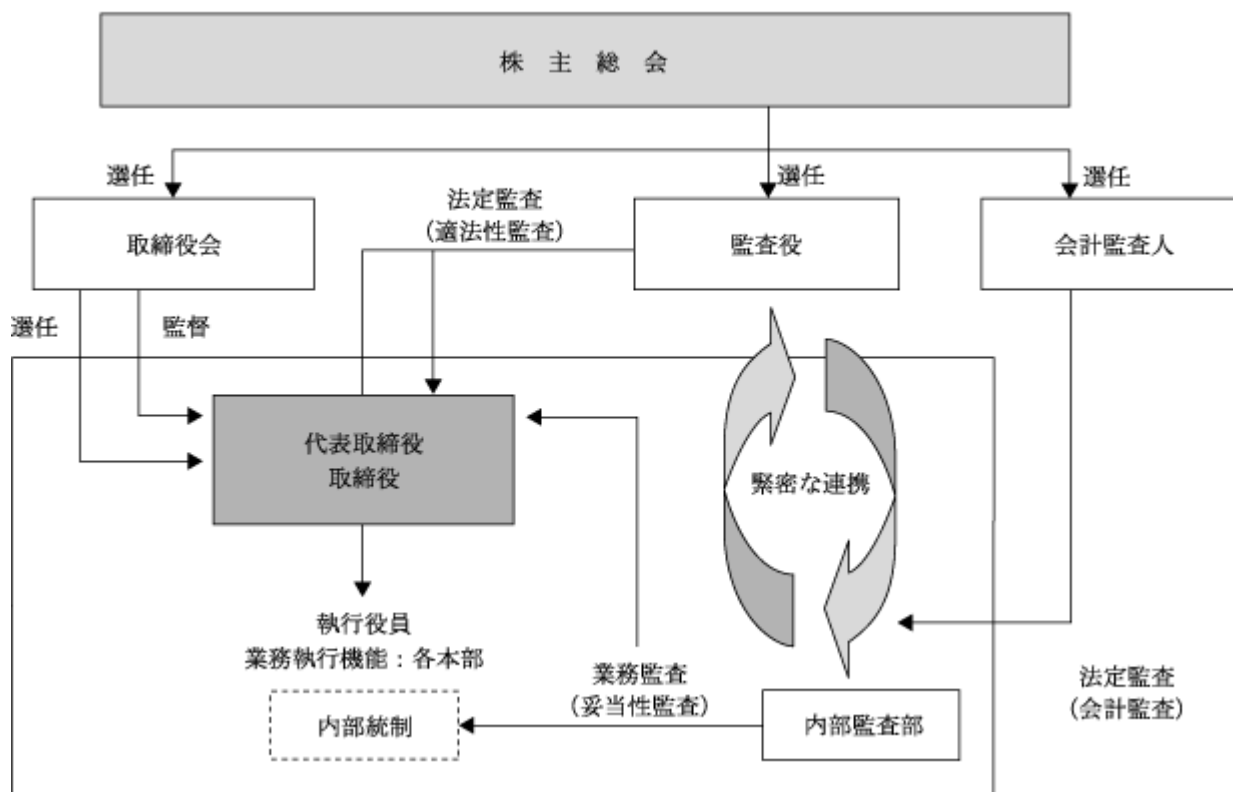 株主総会
選任
選任
選任
法定監査
（適法性監査）
取締役会
監査役
会計監査人
選任
監督
代表取締役
取締役
緊密な連携
執行役員
業務執行機能：各本部
業務監査
（妥当性監査）
法定監査
（会計監査）
内部統制
内部監査部